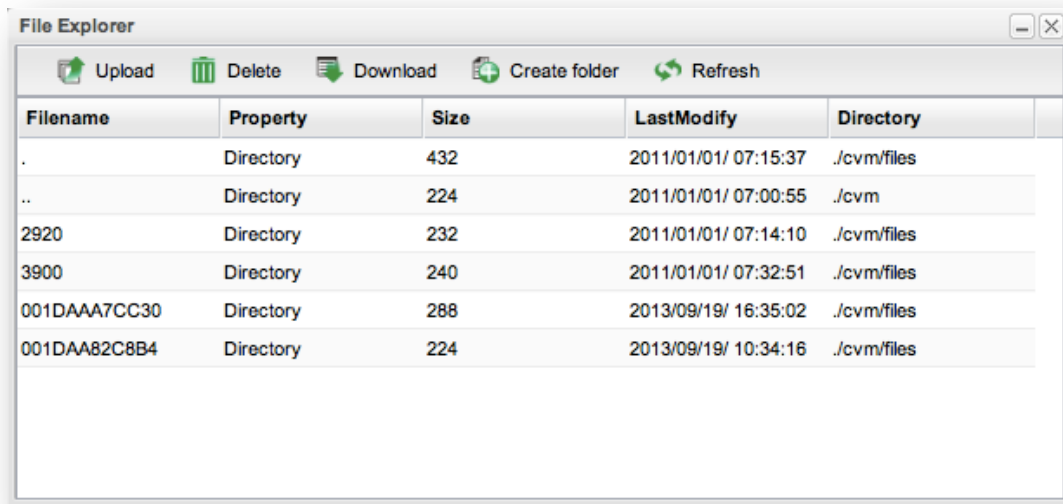 File Explorer
Upload Delete Download Create folder Refresh
Filename Property Size LastModify Directory
. Directory 432 2011/01/01/ 07:15:37 ./cvm/files
.. Directory 224 2011/01/01/ 07:00:55 ./cvm
2920 Directory 232 2011/01/01/ 07:14:10 ./cvm/files
3900 Directory 240 2011/01/01/ 07:32:51 ./cvm/files
001DAAA7CC30 Directory 288 2013/09/19/ 16:35:02 ./cvm/files
001DAA82C8B4 Directory 224 2013/09/19/ 10:34:16 ./cvm/files